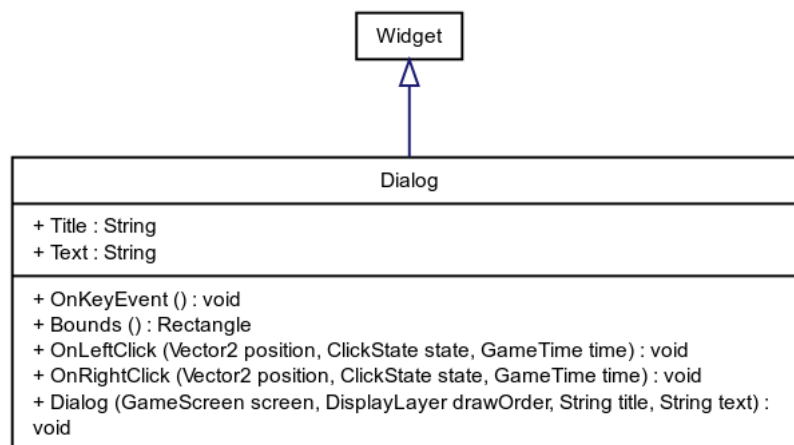 Widget
Dialog
+ Title : String
+ Text : String
+ OnKeyEvent () : void
+ Bounds () : Rectangle
+ OnLeftClick (Vector2 position, ClickState state, GameTime time) : void
+ OnRightClick (Vector2 position, ClickState state, GameTime time) : void
+ Dialog (GameScreen screen, DisplayLayer drawOrder, String title, String text) :
void